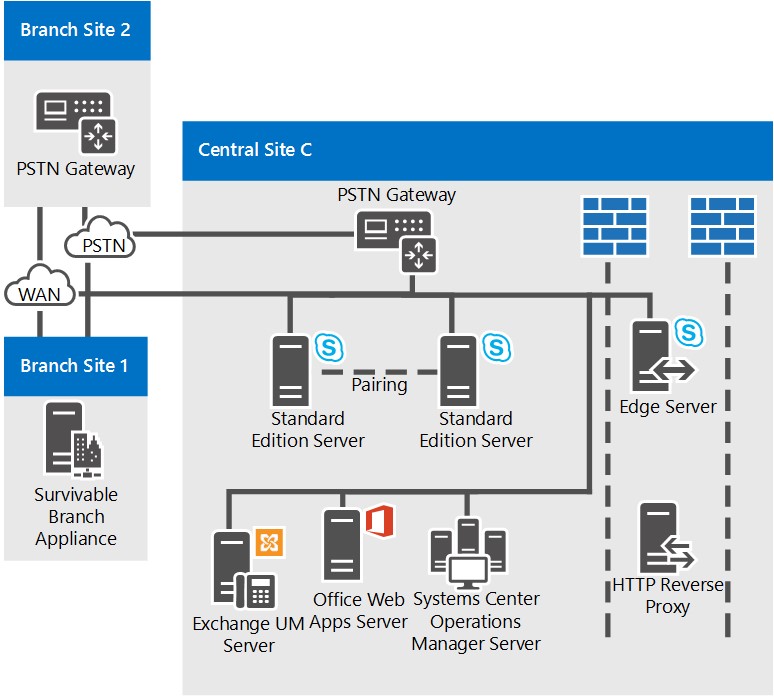 Branch Site 2
PSTN Gateway
Central Site C
PSTN Gateway
PSTN
WAN
Branch Site 1
S
S
S
Pairing
Standard
Edition Server
Standard
Edition Server
Edge Server
Survivable
Branch
Appliance
Exchange UM
Server
Office Web
Apps Server
Systems Center
Operations
Manager Server
HTTP Reverse
Proxy